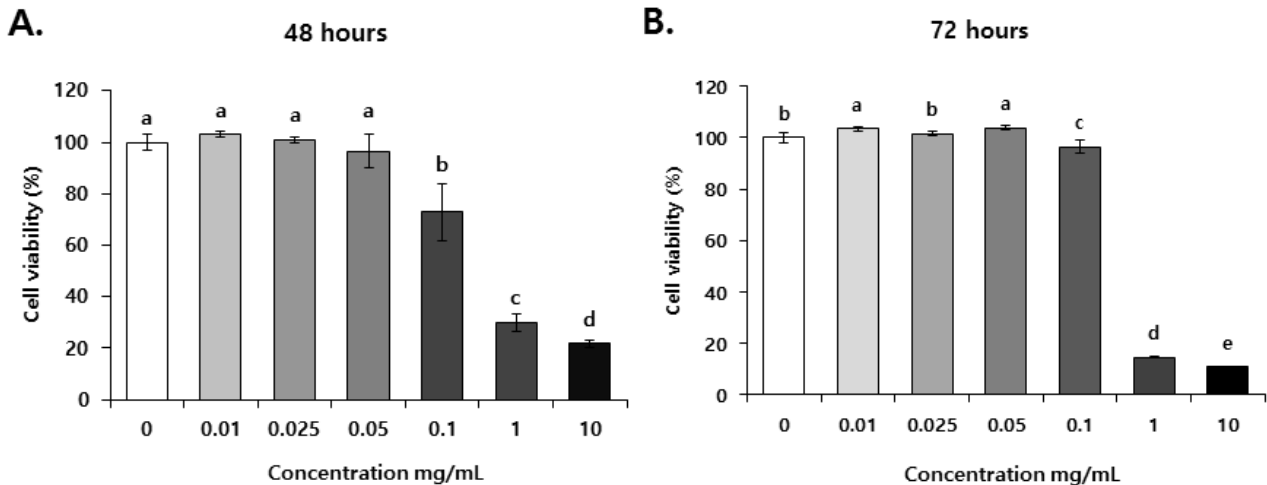 A.
48 hours
Cell viability (%)
120
100
80
60
40
20
0
a
a
a
a
b
c
d
0 0.01 0.025 0.05 0.1 1 10
Concentration mg/mL
B.
72 hours
Cell viability (%)
120
100
80
60
40
20
0
b
a
b
a
c
d
e
0 0.01 0.025 0.05 0.1 1 10
Concentration mg/mL